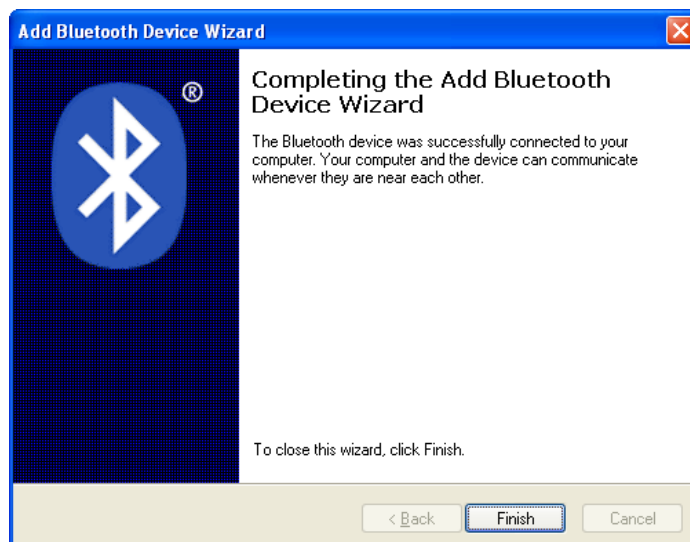 Add Bluetooth Device Wizard
®
Completing the Add Bluetooth
Device Wizard
The Bluetooth device was successfully connected to your
computer. Your computer and the device can communicate
whenever they are near each other.
To close this wizard, click Finish.
< Back
Finish
Cancel